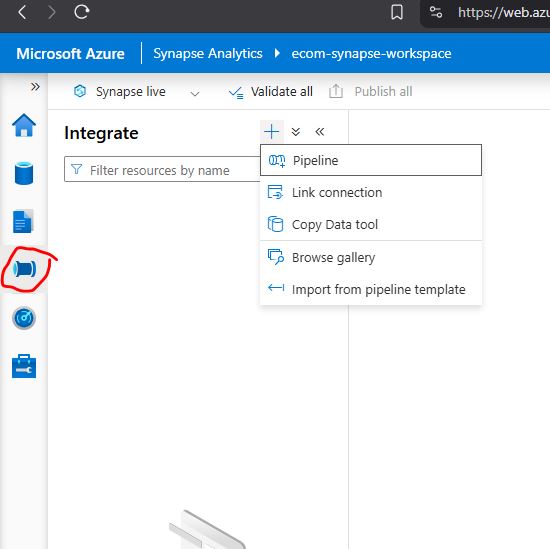 https://web.azu
Microsoft Azure
Synapse Analytics
ecom-synapse-workspace
Synapse live
Validate all
Publish all
Integrate
Filter resources by name
Pipeline
Link connection
Copy Data tool
Browse gallery
Import from pipeline template